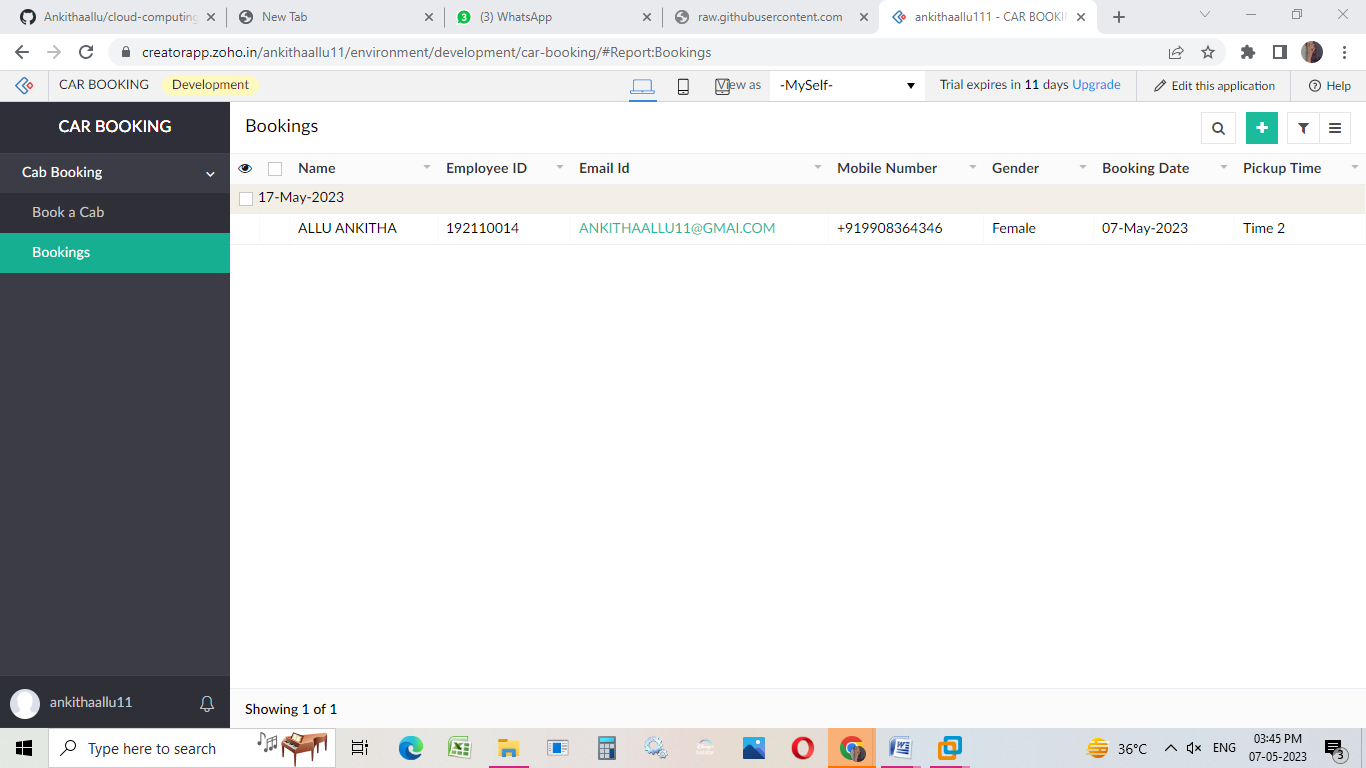 Ankithaallu/cloud-computing
New Tab
3 (3) WhatsApp
raw.githubusercontent.com
ankithaallu111 - CAR BOOKI
creatorapp.zoho.in/ankithaallu11/environment/development/car-booking/#Report:Bookings
CAR BOOKING Development View as -MySelf- Trial expires in 11 days Upgrade Edit this application Help
CAR BOOKING
Cab Booking
Book a Cab
Bookings
ankithaallu11
Bookings
Name Employee ID Email Id Mobile Number Gender Booking Date Pickup Time
17-May-2023
ALLU ANKITHA 192110014 ANKITHAALLU11@GMAI.COM +919908364346 Female 07-May-2023 Time 2
Showing 1 of 1
Type here to search
36°C ENG
03:45 PM
07-05-2023
3